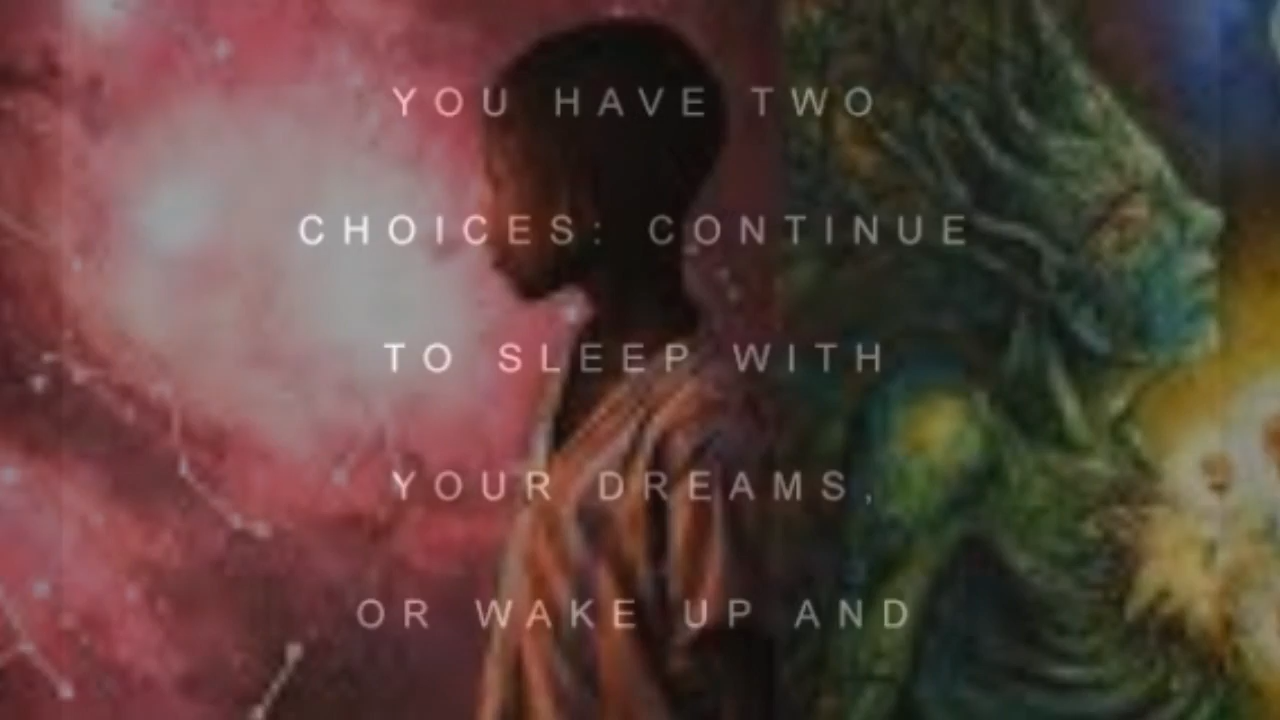 YOU HAVE TWO
CHOICES: CONTINUE
TO SLEEP WITH
YOUR DREAMS,
OR WAKE UP AND